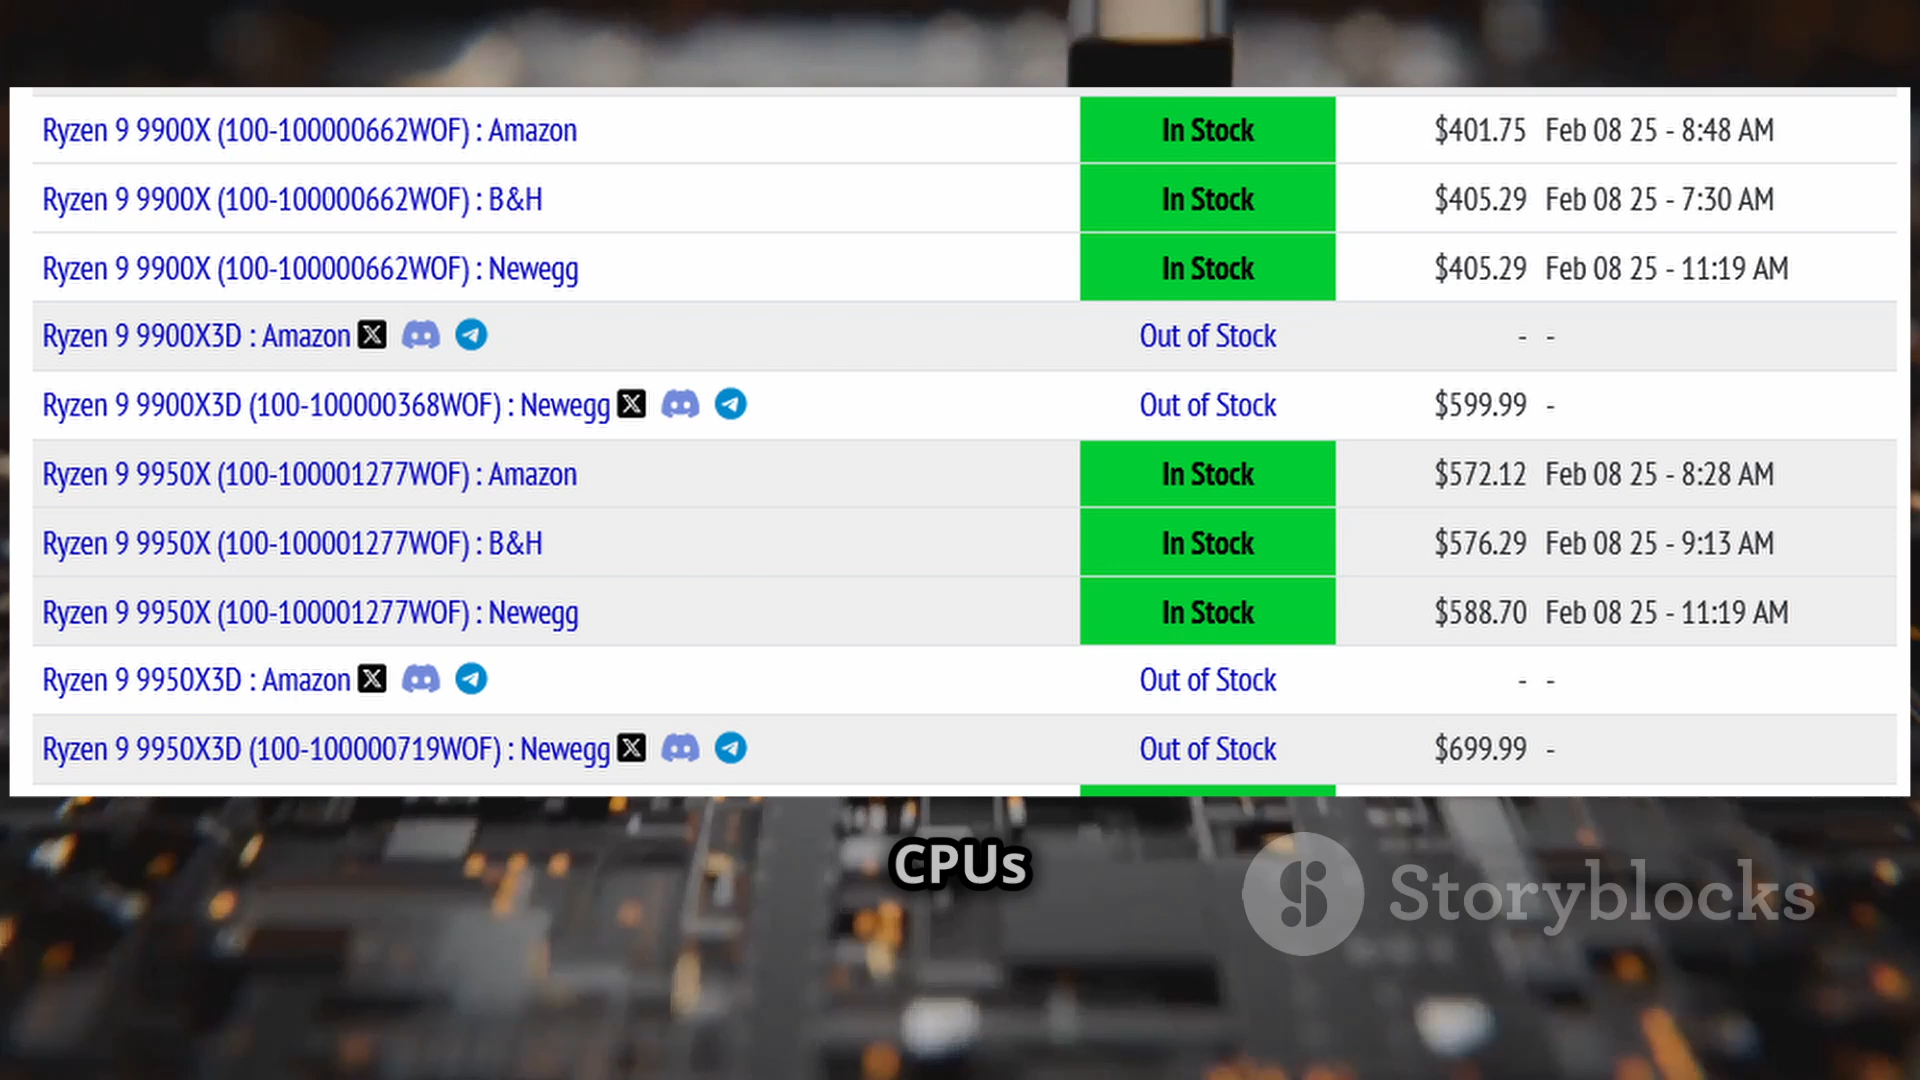 Ryzen 9 9900X (100-100000662WOF) : Amazon In Stock $401.75 Feb 08 25 - 8:48 AM
Ryzen 9 9900X (100-100000662WOF) : B&H In Stock $405.29 Feb 08 25 - 7:30 AM
Ryzen 9 9900X (100-100000662WOF) : Newegg In Stock $405.29 Feb 08 25 - 11:19 AM
Ryzen 9 9900X3D : Amazon Out of Stock - -
Ryzen 9 9900X3D (100-100000368WOF) : Newegg Out of Stock $599.99 -
Ryzen 9 9950X (100-100001277WOF) : Amazon In Stock $572.12 Feb 08 25 - 8:28 AM
Ryzen 9 9950X (100-100001277WOF) : B&H In Stock $576.29 Feb 08 25 - 9:13 AM
Ryzen 9 9950X (100-100001277WOF) : Newegg In Stock $588.70 Feb 08 25 - 11:19 AM
Ryzen 9 9950X3D : Amazon Out of Stock - -
Ryzen 9 9950X3D (100-100000719WOF) : Newegg Out of Stock $699.99 -
CPUs
Storyblocks